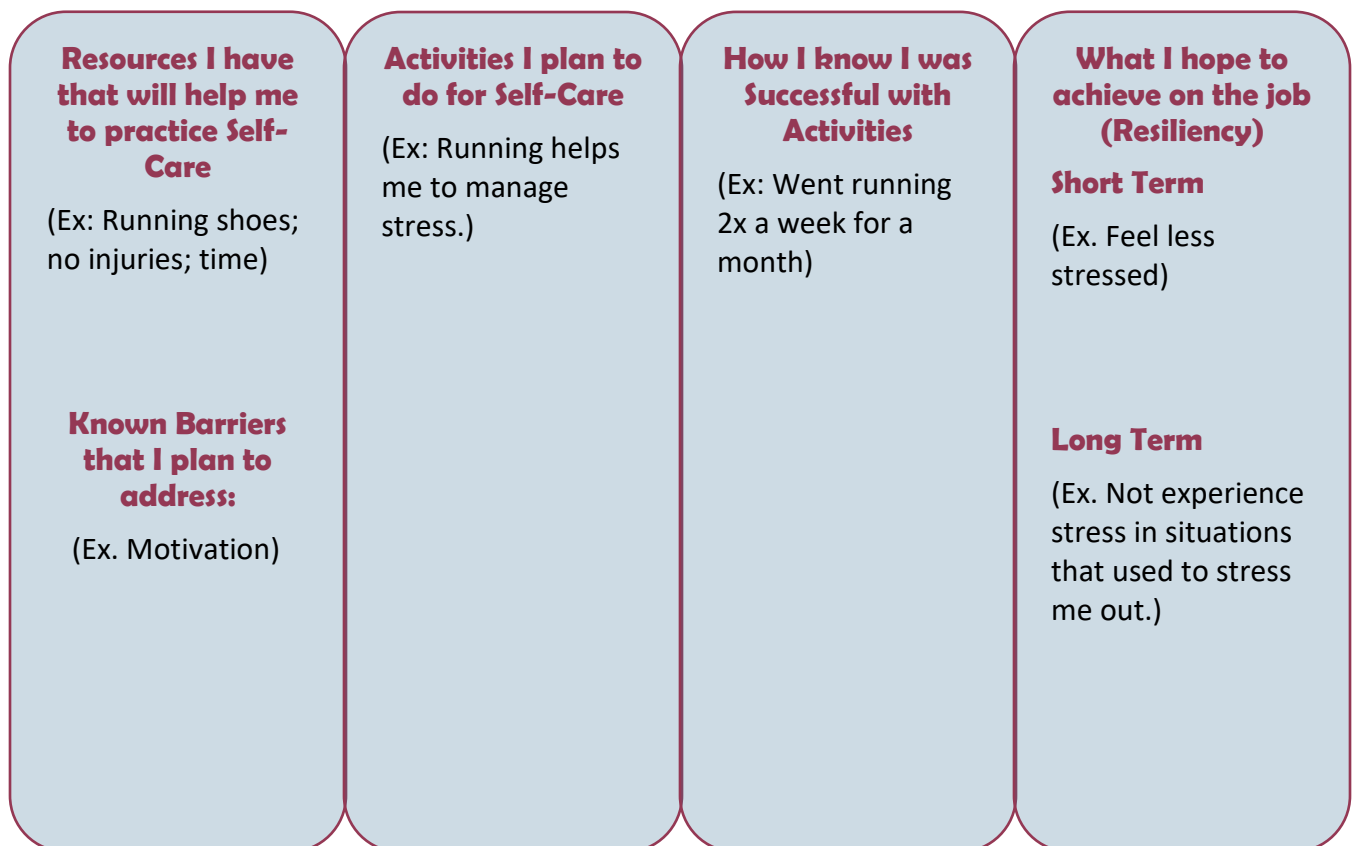 Resources I have
that will help me
to practice Self-
Care
(Ex: Running shoes;
no injuries; time)
Known Barriers
that I plan to
address:
(Ex. Motivation)
Activities I plan to
do for Self-Care
(Ex: Running helps
me to manage
stress.)
How I know I was
Successful with
Activities
(Ex: Went running
2x a week for a
month)
What I hope to
achieve on the job
(Resiliency)
Short Term
(Ex. Feel less
stressed)
Long Term
(Ex. Not experience
stress in situations
that used to stress
me out.)